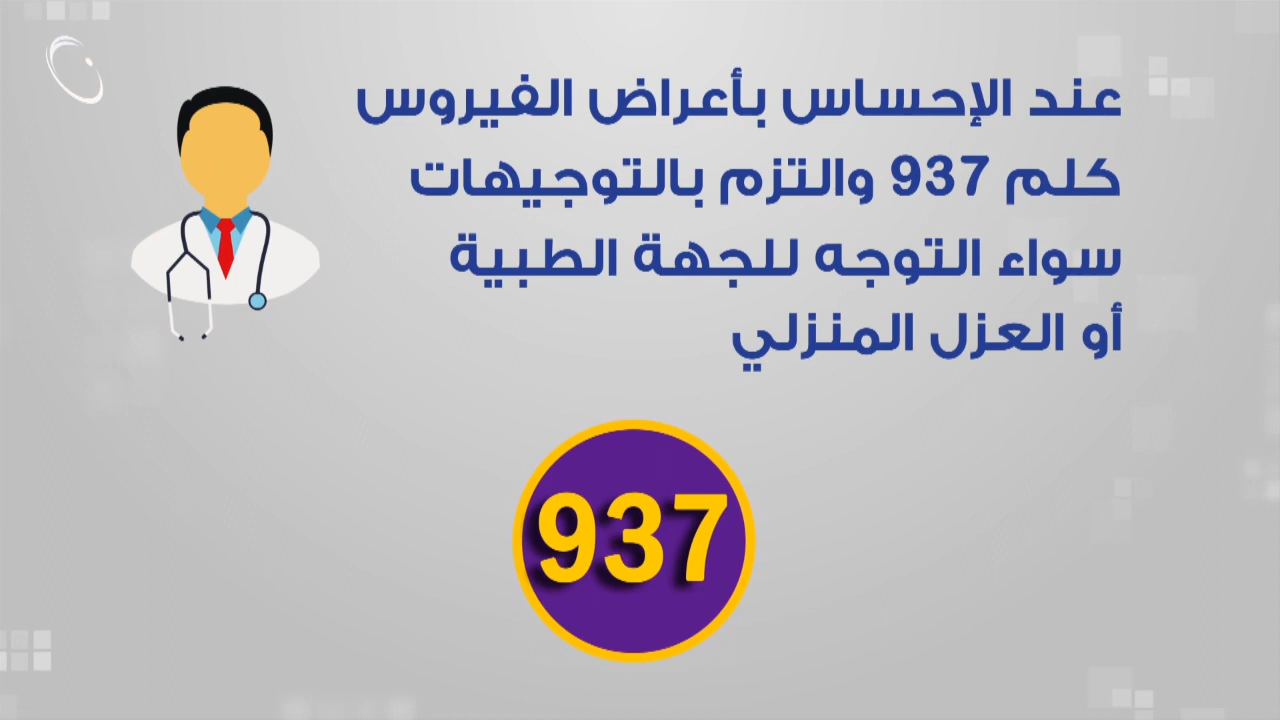 عند الإحساس بأعراض الفيروس
كلم 937 والتزم بالتوجيهات
سواء التوجه للجهة الطبية
أو العزل المنزلي
937